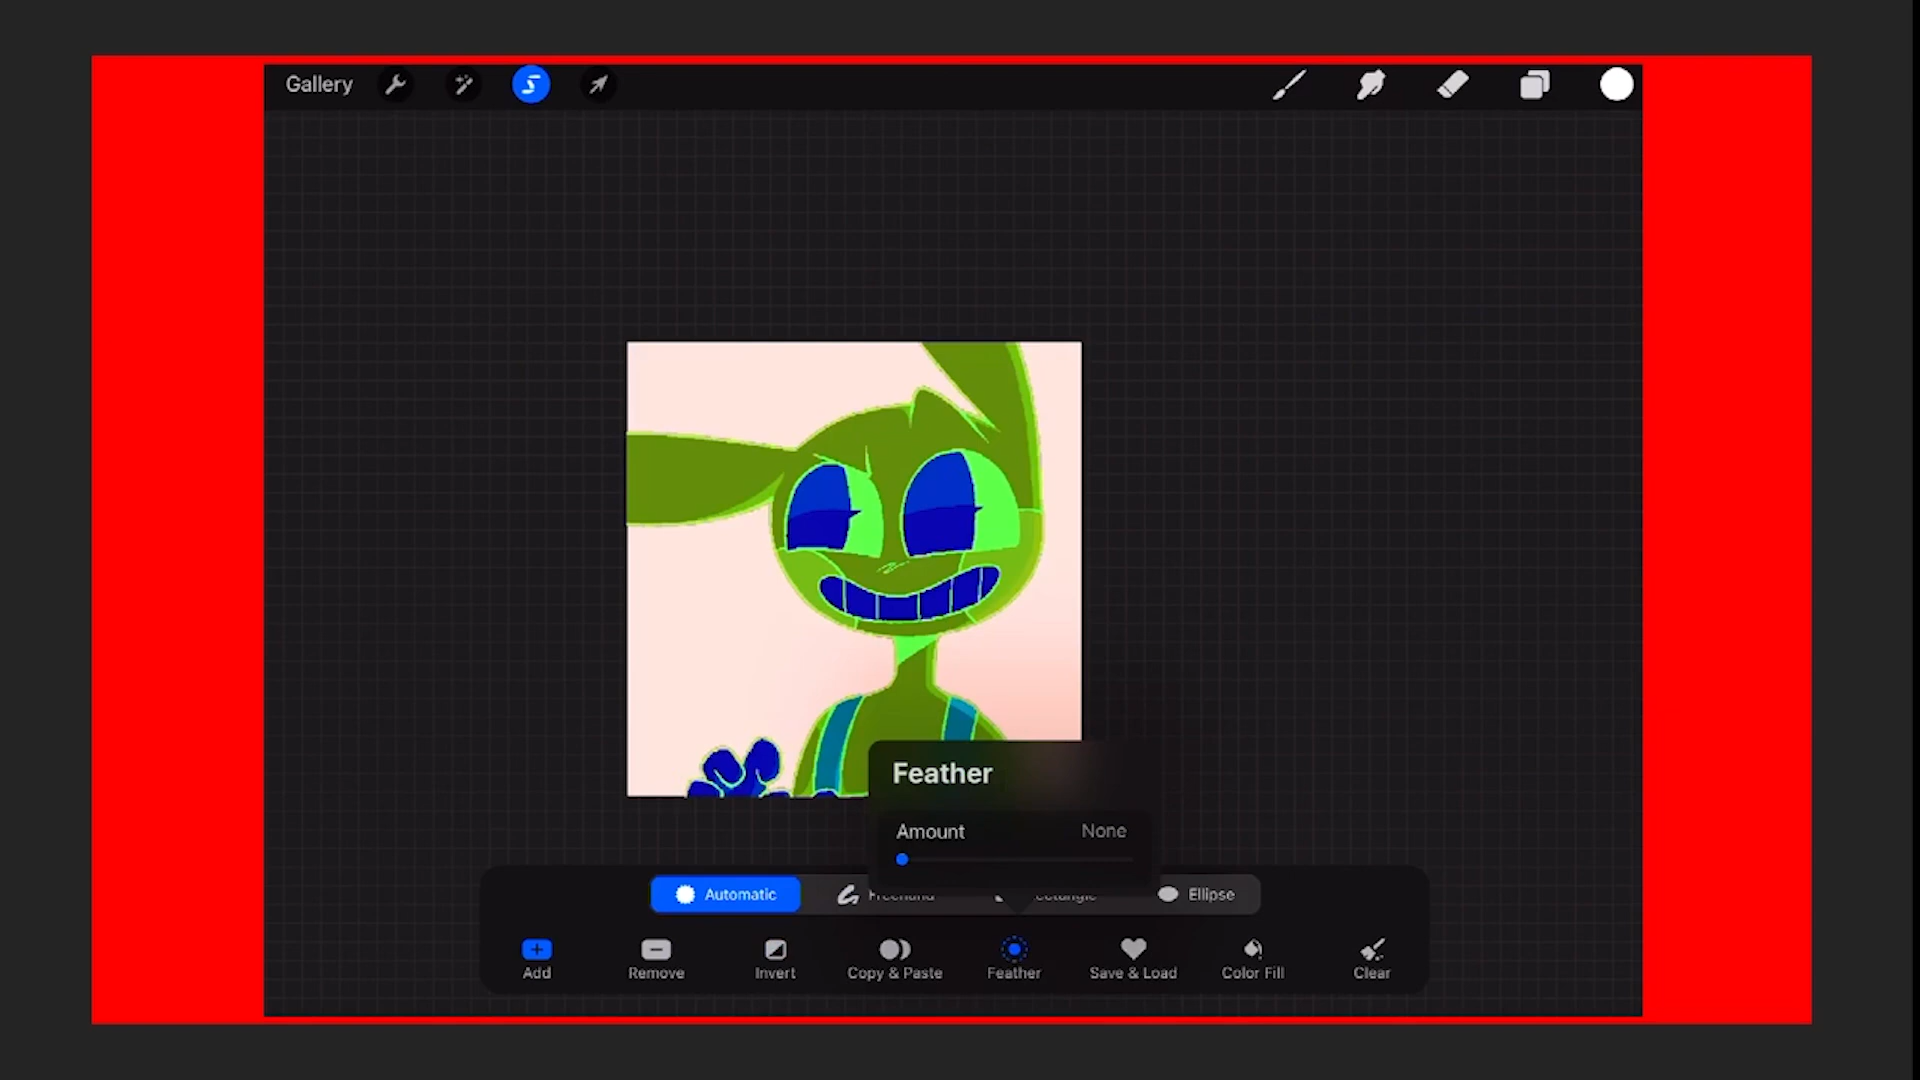 Gallery
Feather
Amount
None
Automatic
Ellipse
Add
Remove
Invert
Copy & Paste
Feather
Save & Load
Color Fill
Clear